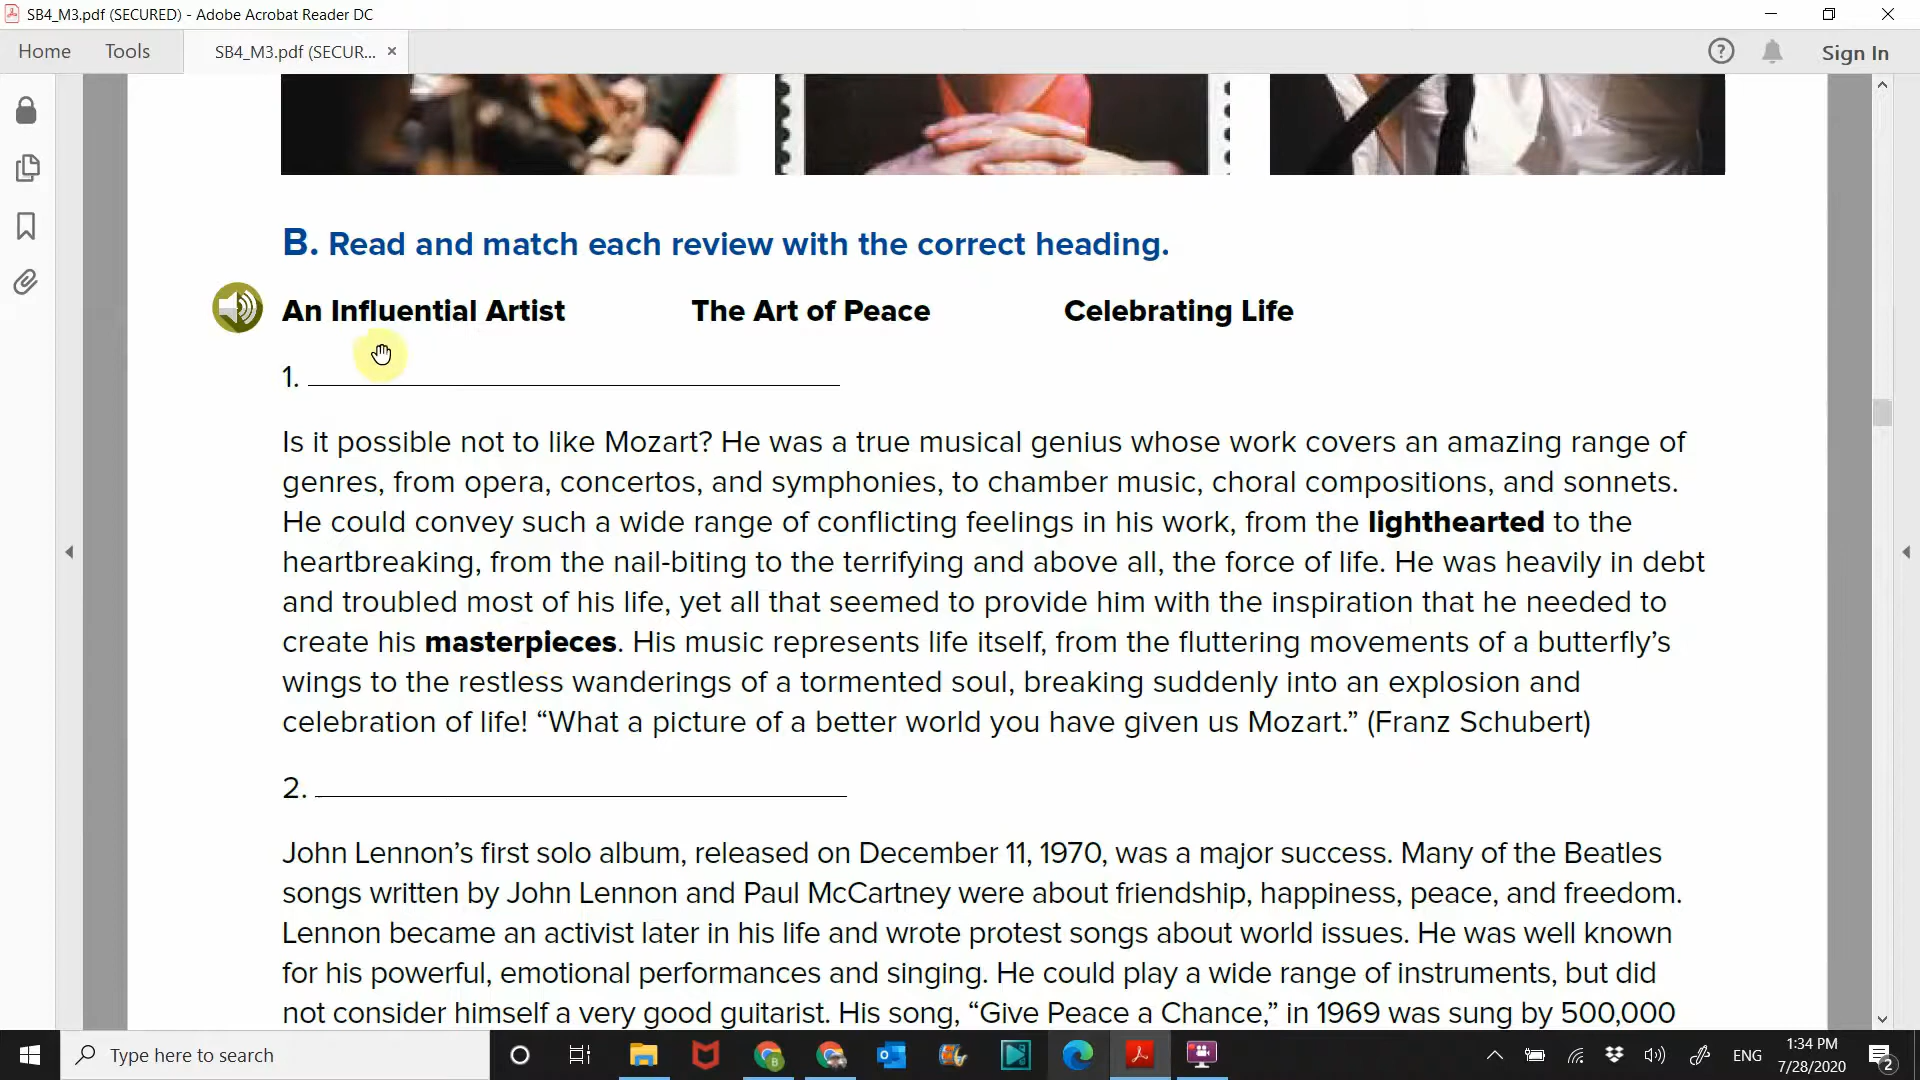 SB4_M3.pdf (SECURED) - Adobe Acrobat Reader DC
Home Tools SB4_M3.pdf (SECUR... × Sign In
B. Read and match each review with the correct heading.
An Influential Artist The Art of Peace Celebrating Life
1.
Is it possible not to like Mozart? He was a true musical genius whose work covers an amazing range of
genres, from opera, concertos, and symphonies, to chamber music, choral compositions, and sonnets.
He could convey such a wide range of conflicting feelings in his work, from the lighthearted to the
heartbreaking, from the nail-biting to the terrifying and above all, the force of life. He was heavily in debt
and troubled most of his life, yet all that seemed to provide him with the inspiration that he needed to
create his masterpieces. His music represents life itself, from the fluttering movements of a butterfly’s
wings to the restless wanderings of a tormented soul, breaking suddenly into an explosion and
celebration of life! “What a picture of a better world you have given us Mozart.” (Franz Schubert)
2.
John Lennon’s first solo album, released on December 11, 1970, was a major success. Many of the Beatles
songs written by John Lennon and Paul McCartney were about friendship, happiness, peace, and freedom.
Lennon became an activist later in his life and wrote protest songs about world issues. He was well known
for his powerful, emotional performances and singing. He could play a wide range of instruments, but did
not consider himself a very good guitarist. His song, “Give Peace a Chance,” in 1969 was sung by 500,000
Type here to search
ENG
1:34 PM
7/28/2020
2